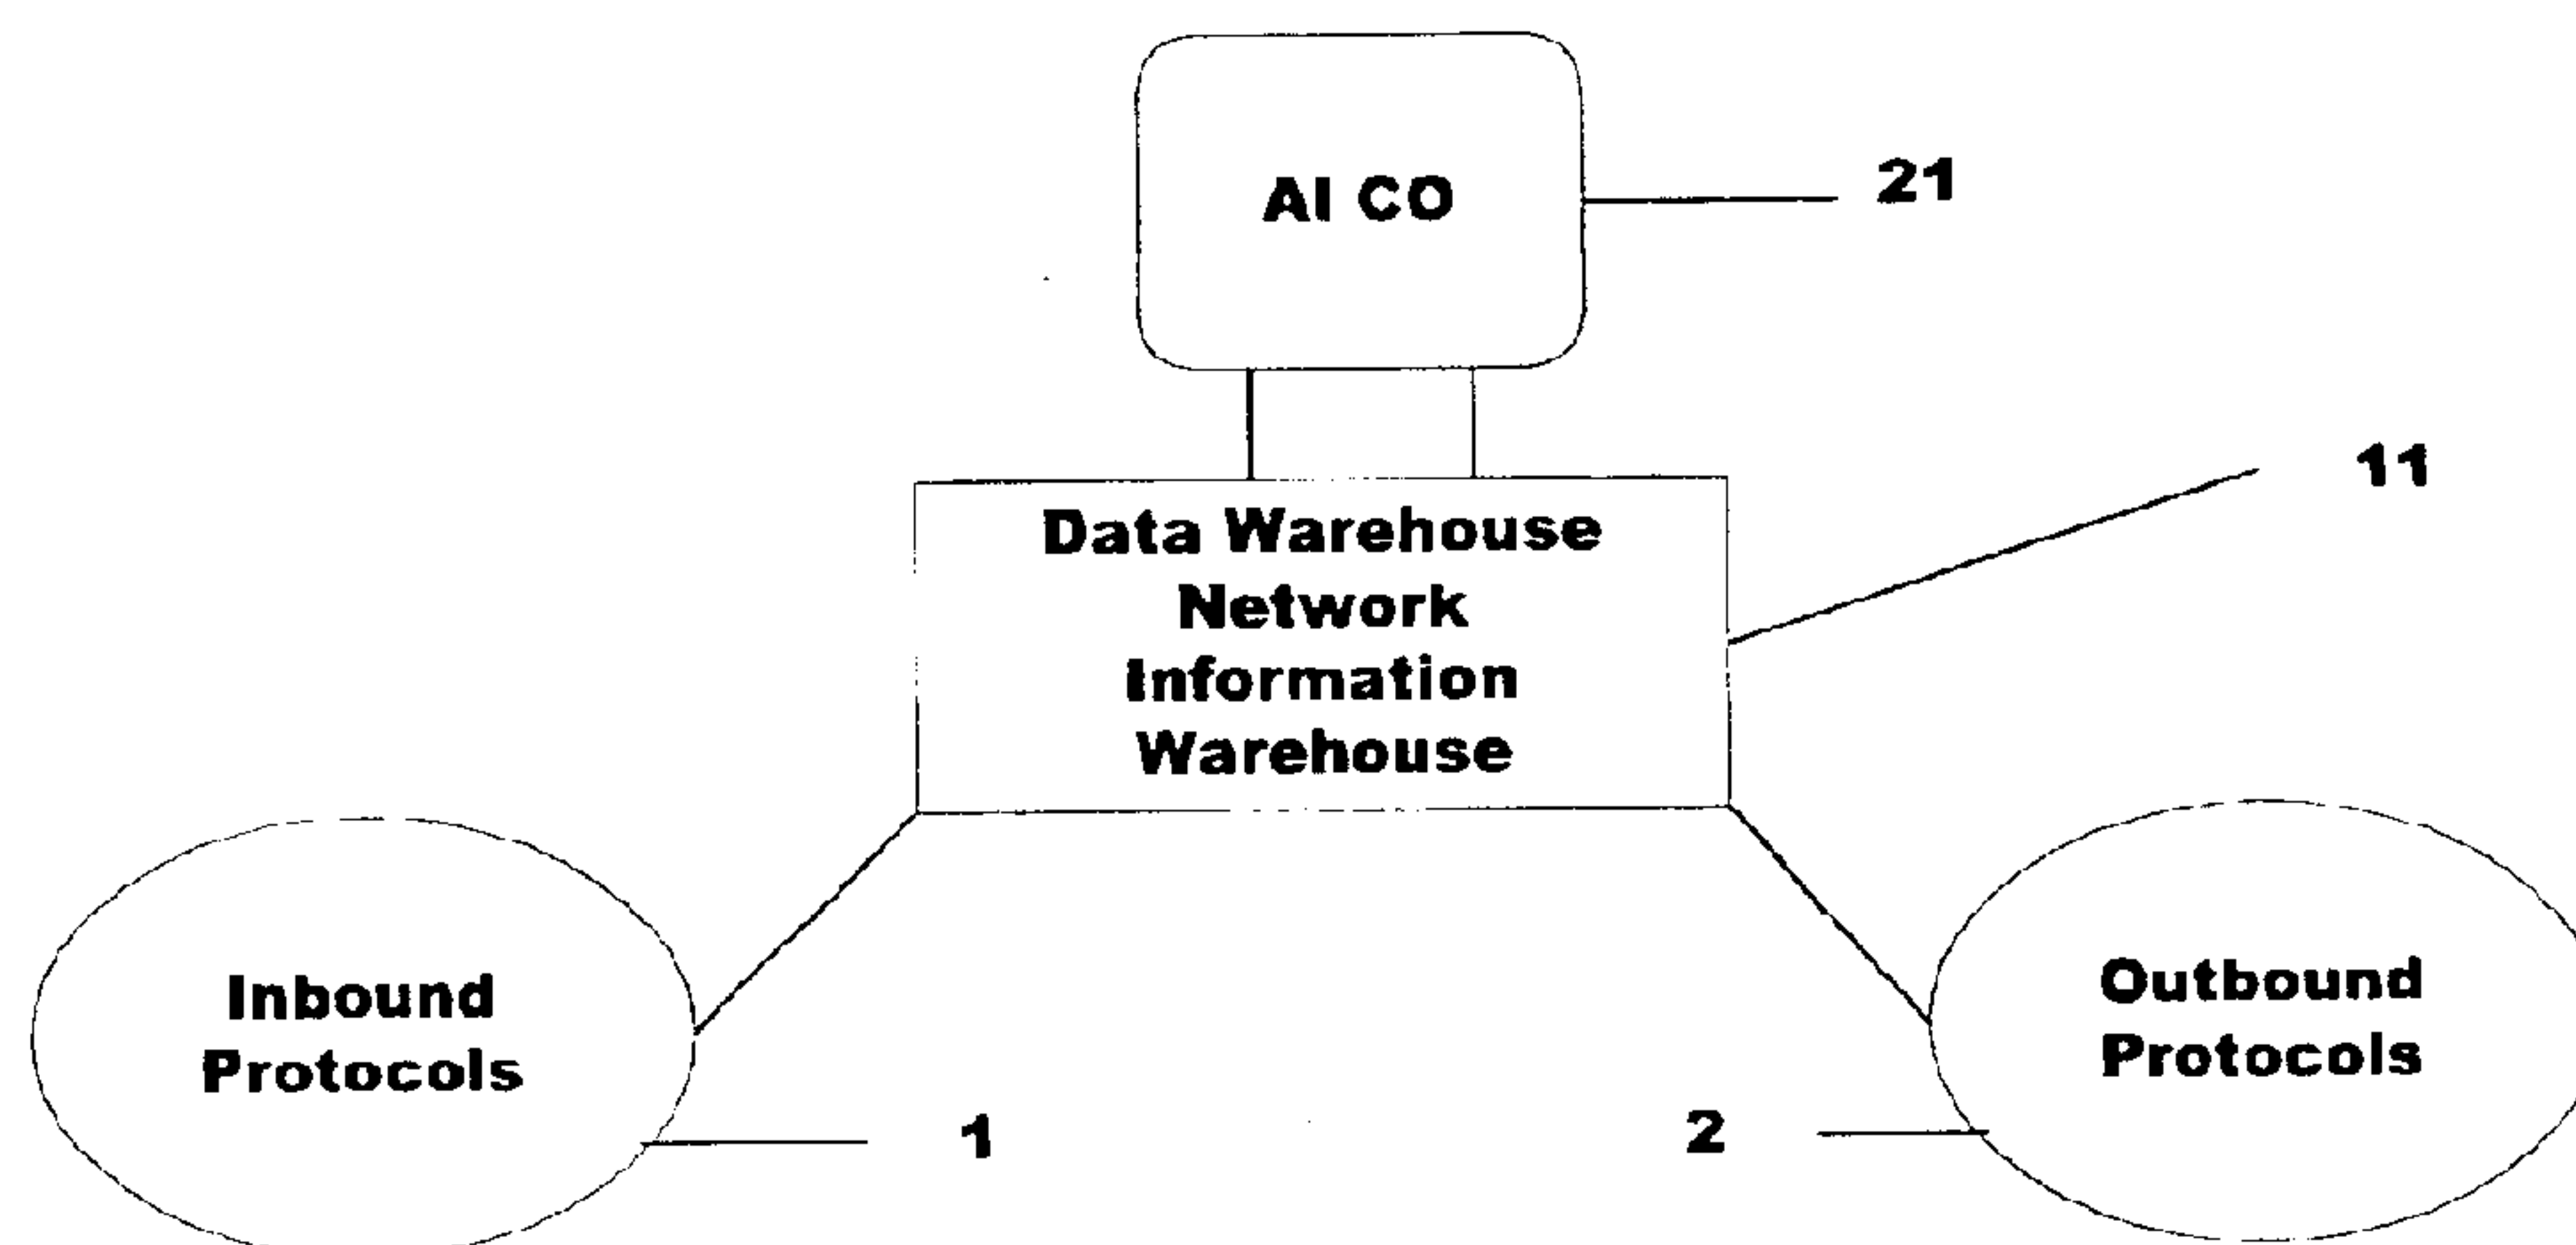 AI CO
21
11
Data Warehouse
Network
Information
Warehouse
Inbound
Protocols
1
2
Outbound
Protocols